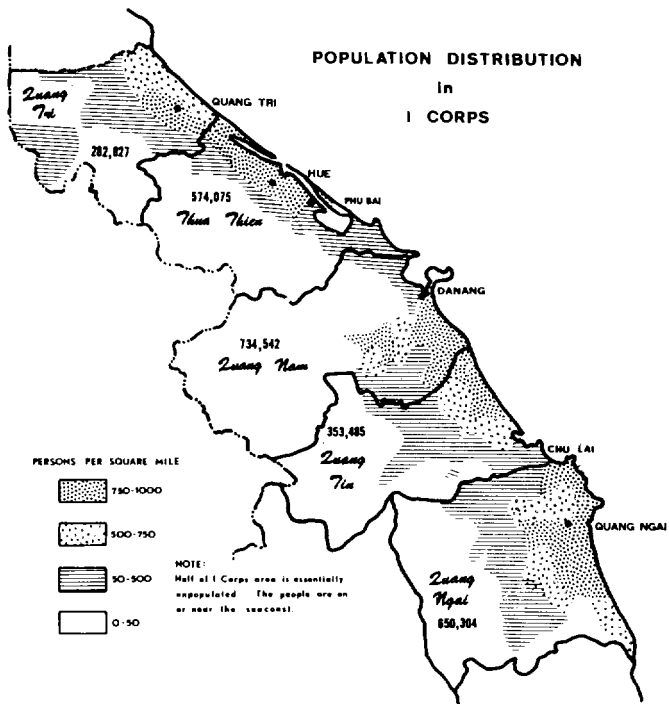 POPULATION DISTRIBUTION
in
I CORPS
Quang
Tri
QUANG TRI
282,827
HUE
574,075
PHU BAI
Thua Thien
DANANG
734,542
Quang Nam
353,485
CHU LAI
Quang
Tin
PERSONS PER SQUARE MILE
750-1000
QUANG NGAI
500-750
NOTE:
50-500
Half of I Corps area is essentially
unpopulated The people are on
or near the seacoast.
Quang
Ngai
650,304
0-50